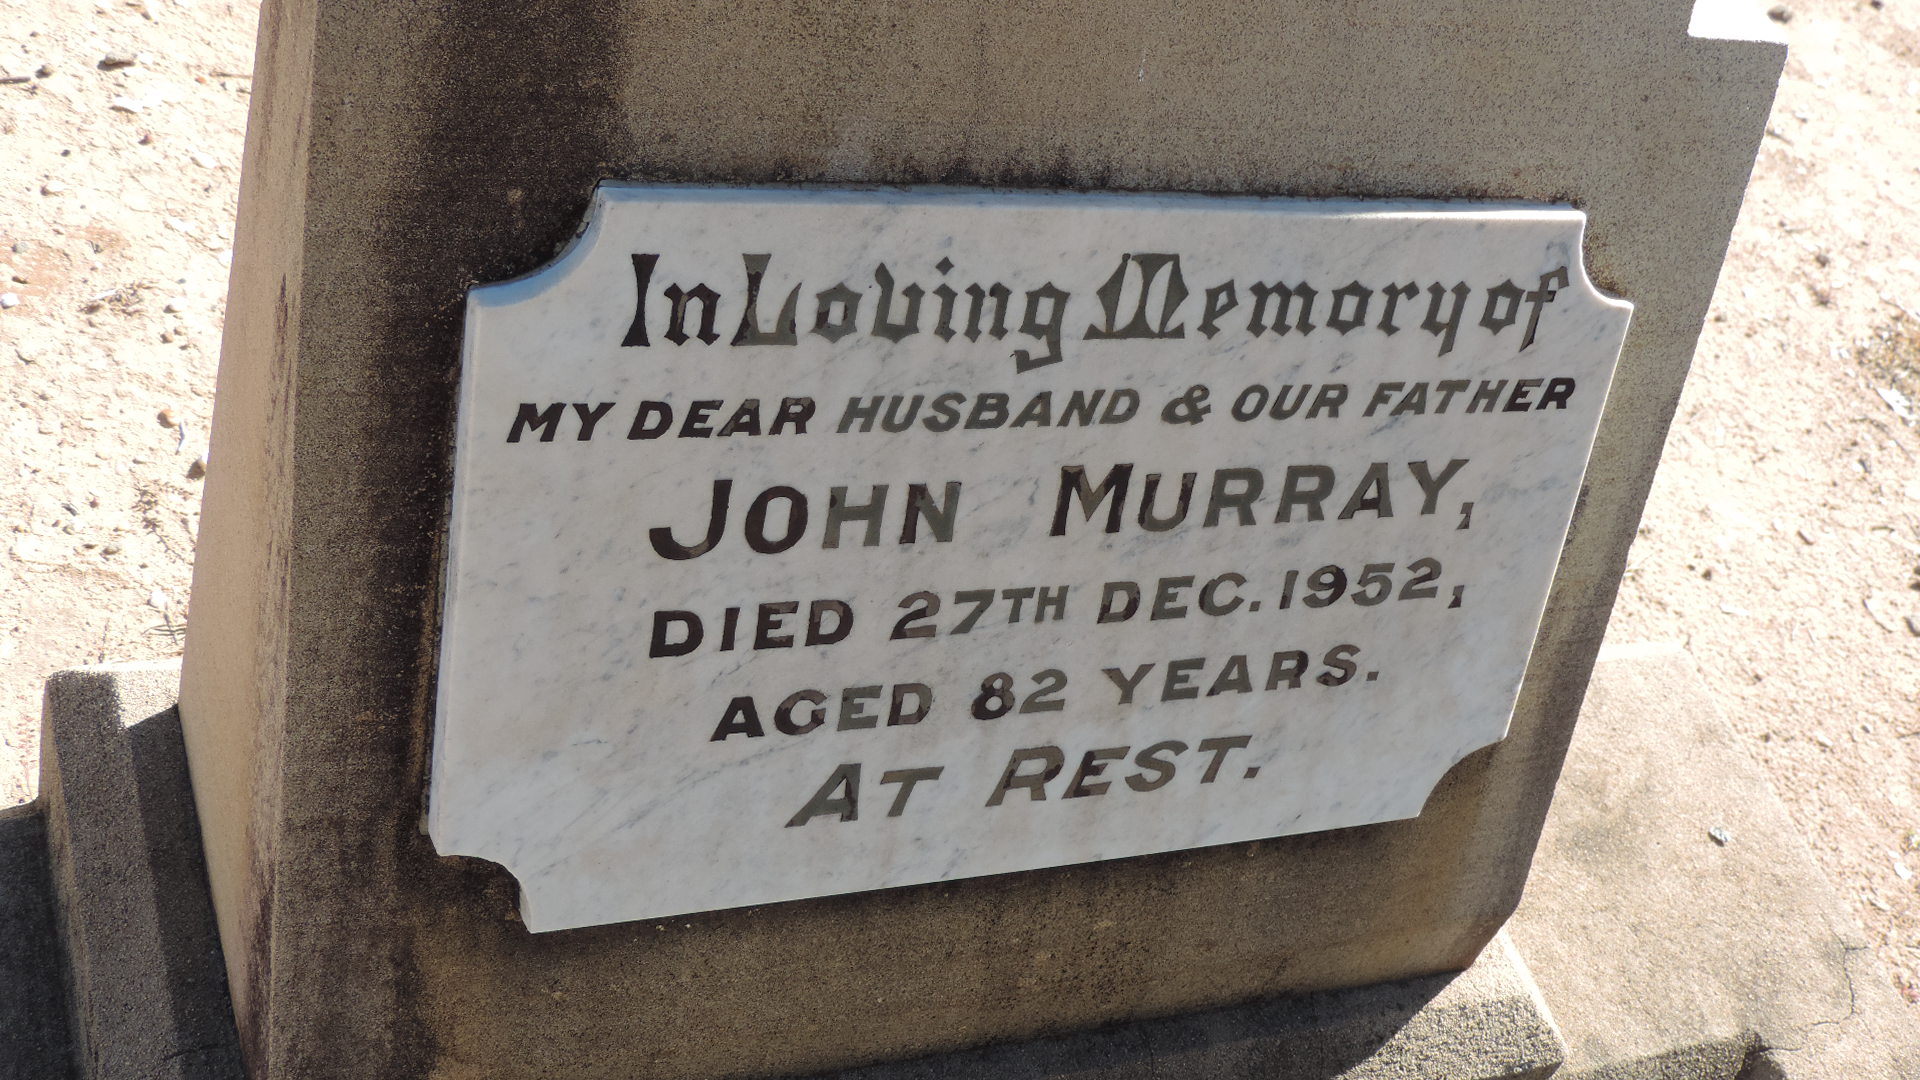 In Loving Memory of
MY DEAR HUSBAND & OUR FATHER
JOHN MURRAY,
DIED 27TH DEC. 1952,
AGED 82 YEARS.
AT REST.